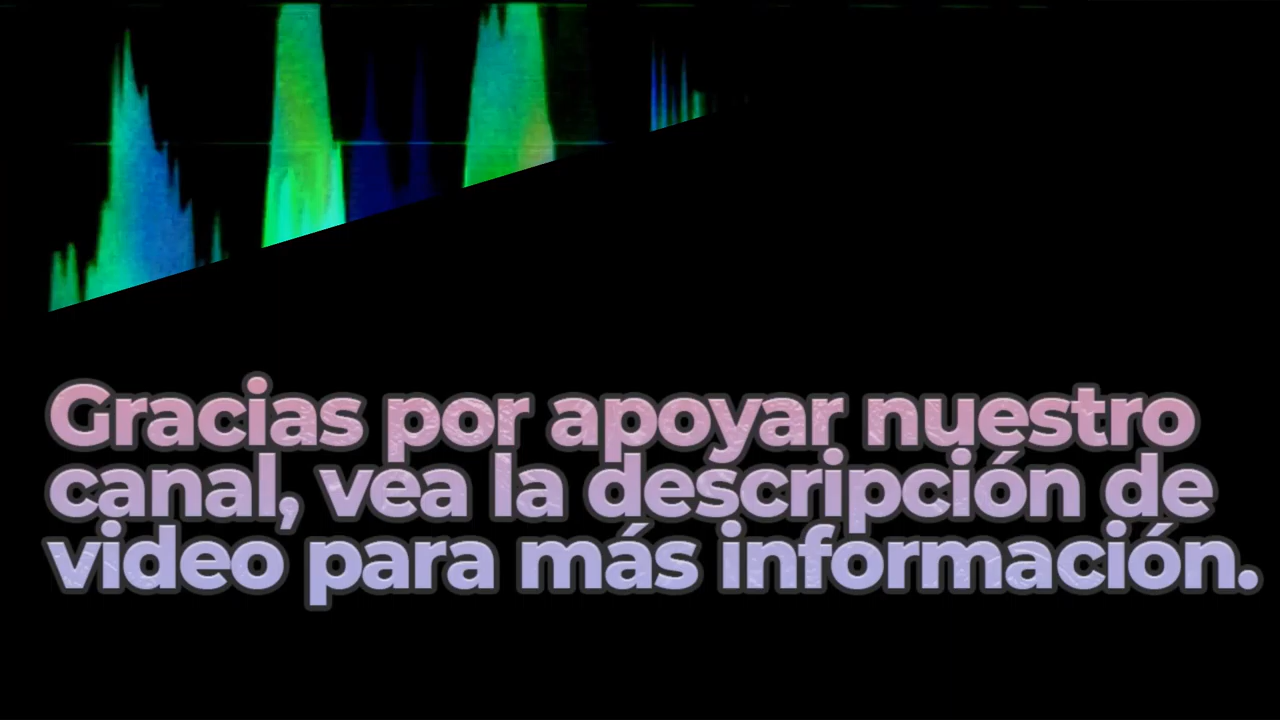 Gracias por apoyar nuestro
canal, vea la descripción de
video para más información.